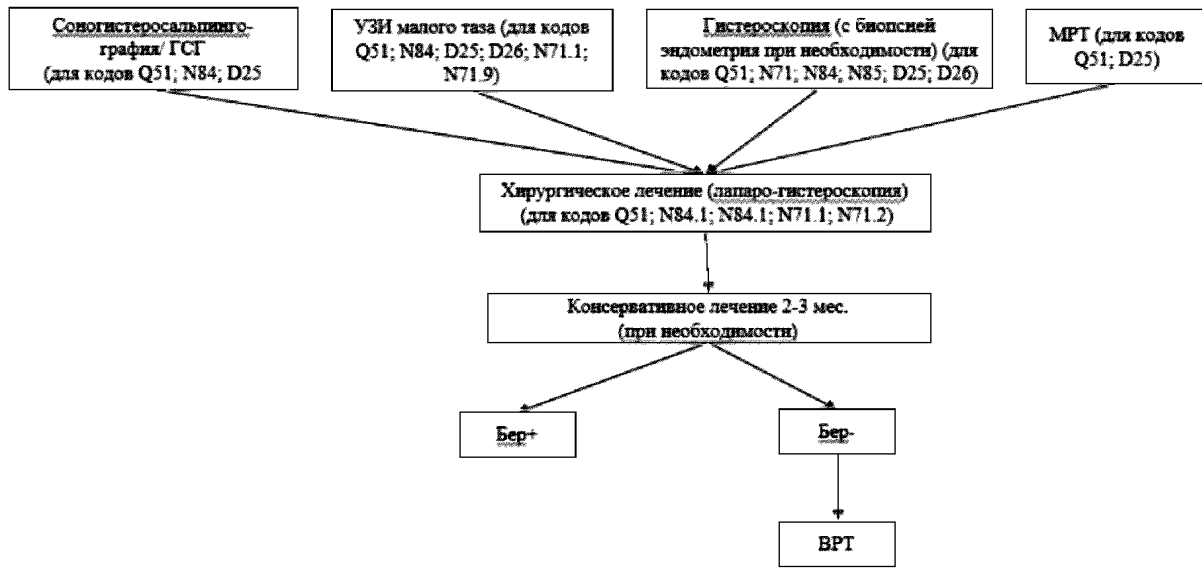 Соногистеросальпинго-
графия/ ГСГ
(для кодов Q51; N84; D25
УЗИ малого таза (для кодов
Q51; N84; D25; D26; N71.1;
N71.9)
Гистероскопия (с биопсией
эндометрия при необходимости) (для
кодов Q51; N71; N84; N85; D25; D26)
МРТ (для кодов
Q51; D25)
Хирургическое лечение (лапаро-гистероскопия)
(для кодов Q51; N84.1; N84.1; N71.1; N71.2)
Консервативное лечение 2-3 мес.
(при необходимости)
Бер+
Бер-
ВРТ